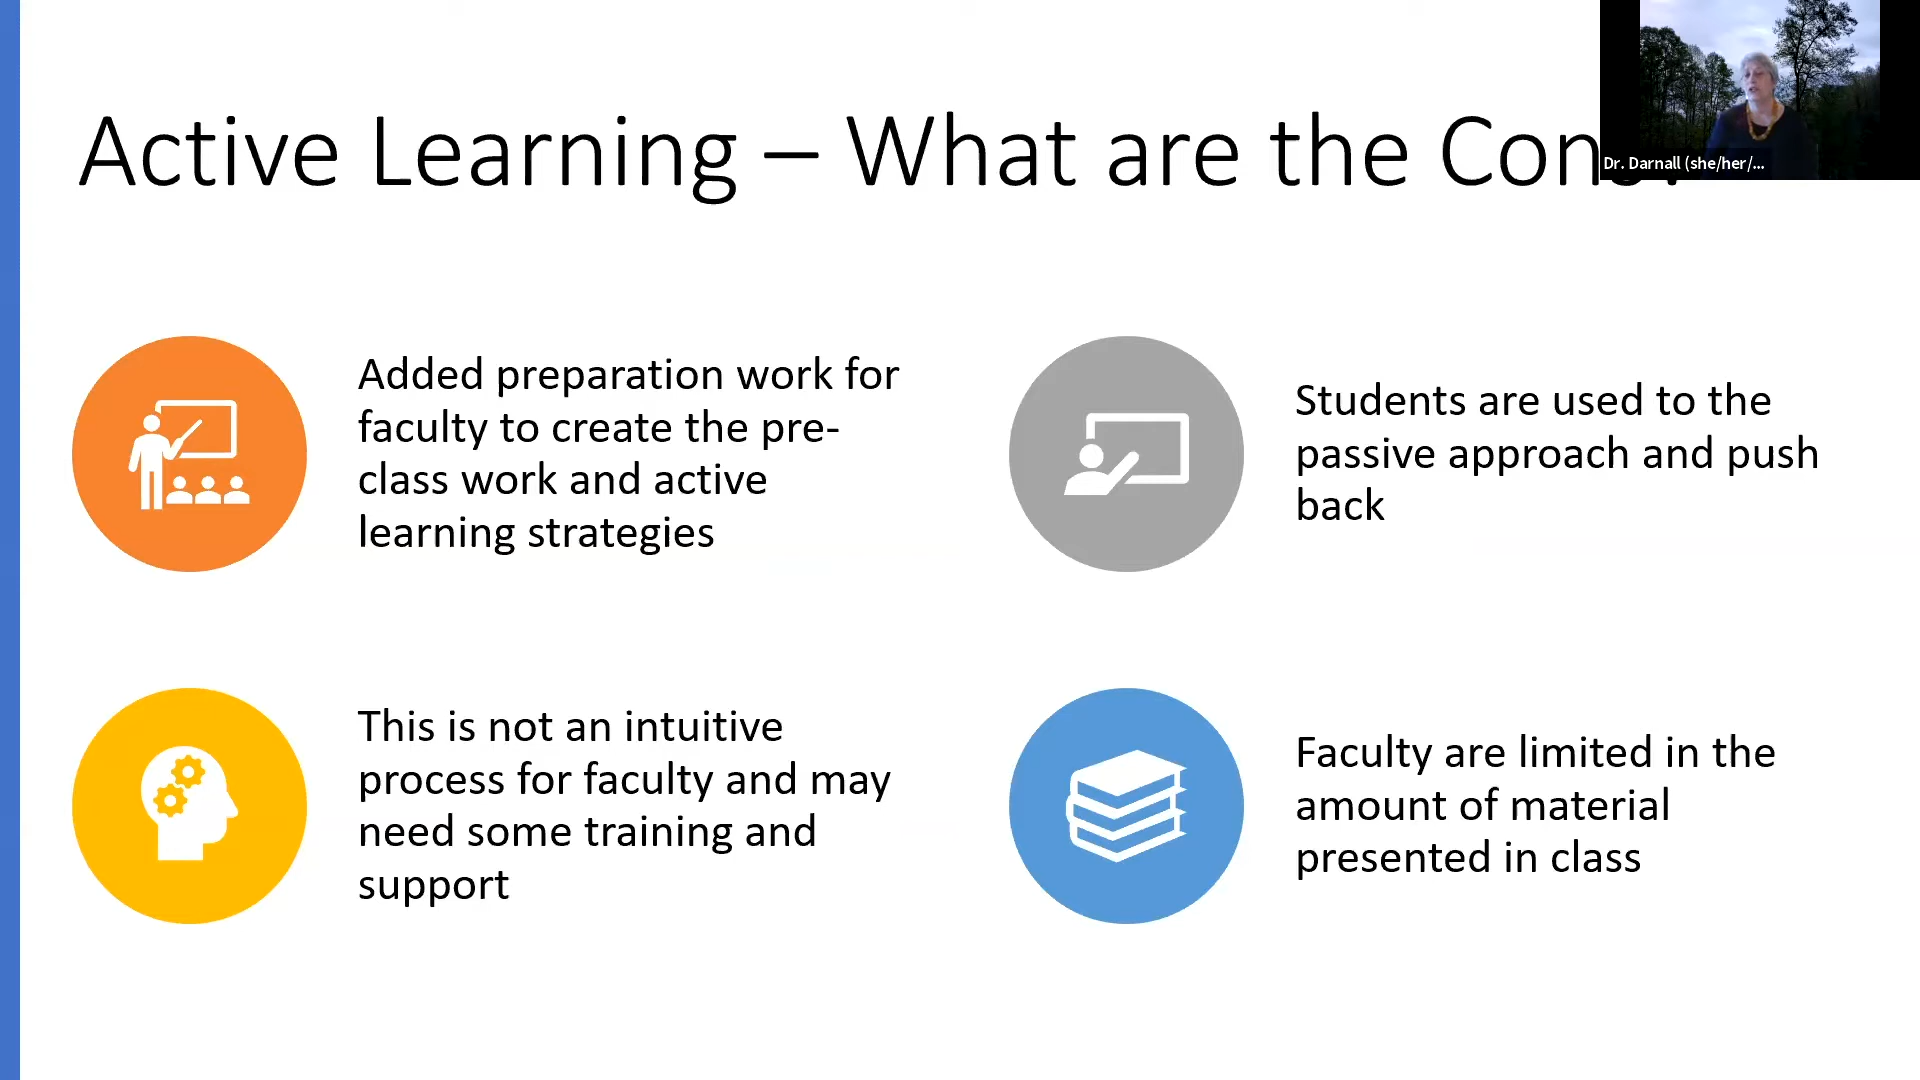 Active Learning – What are the Cons?
Dr. Darnall (she/her/...
Added preparation work for
faculty to create the pre-
class work and active
learning strategies
Students are used to the
passive approach and push
back
This is not an intuitive
process for faculty and may
need some training and
support
Faculty are limited in the
amount of material
presented in class